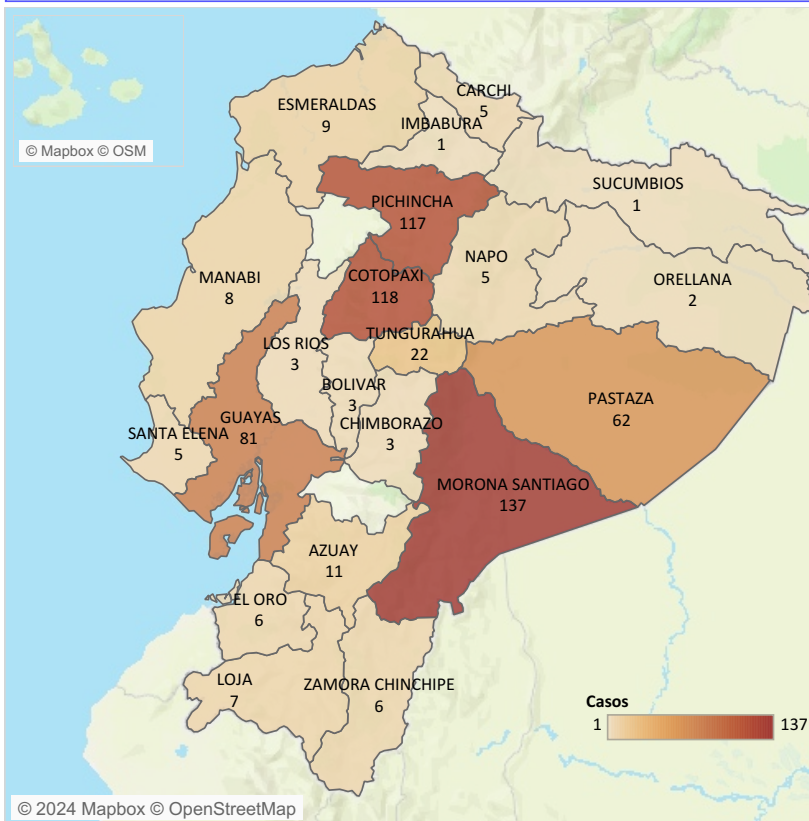 CARCHI
5
ESMERALDAS
9
IMBABURA
1
© Mapbox © OSM
SUCUMBIOS
1
PICHINCHA
117
NAPO
5
MANABI
8
COTOPAXI
118
ORELLANA
2
TUNGURAHUA
22
LOS RIOS
3
BOLIVAR
3
PASTAZA
62
GUAYAS
81
CHIMBORAZO
3
SANTA ELENA
5
MORONA SANTIAGO
137
AZUAY
11
EL ORO
6
LOJA
7
ZAMORA CHINCHIPE
6
Casos
1 137
© 2024 Mapbox © OpenStreetMap